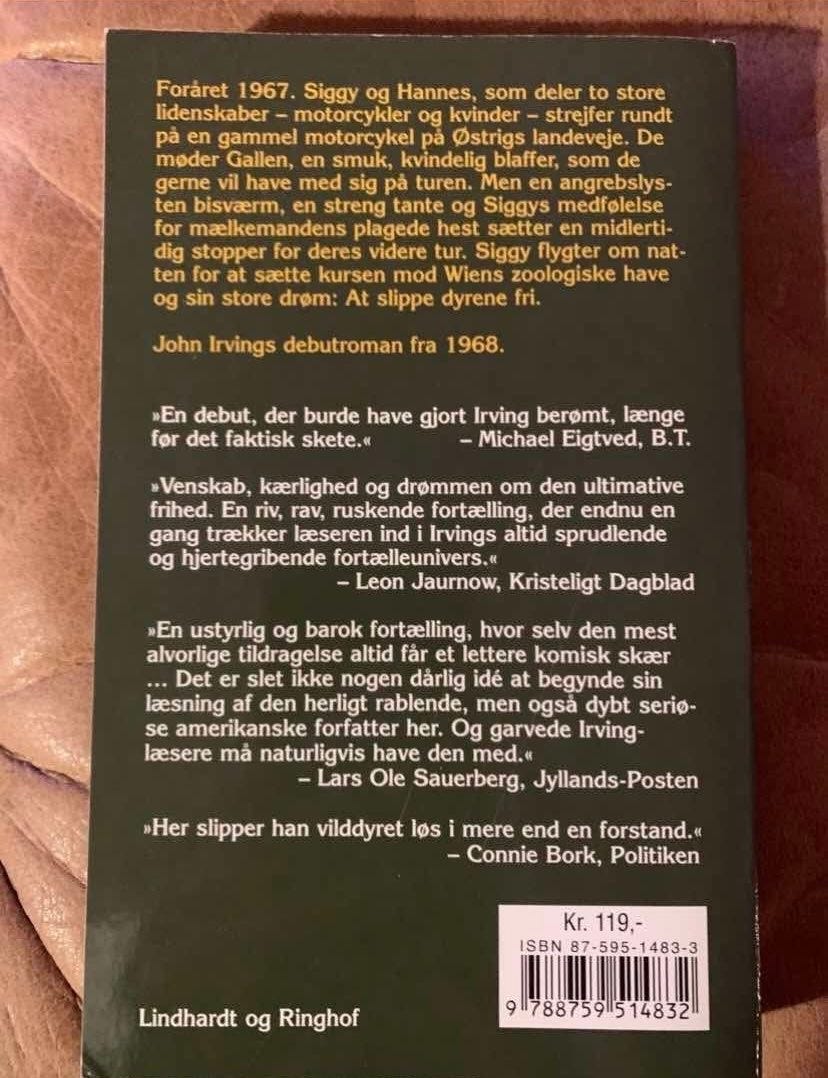 Foråret 1967. Siggy og Hannes, som deler to store
lidenskaber – motorcykler og kvinder – strejfer rundt
på en gammel motorcykel på Østrigs landeveje. De
møder Gallen, en smuk, kvindelig blaffer, som de
gerne vil have med sig på turen. Men en angrebslys-
ten bisværm, en streng tante og Siggys medfølelse
for mælkemandens plagede hest sætter en midlerti-
dig stopper for deres videre tur. Siggy flygter om nat-
ten for at sætte kursen mod Wiens zoologiske have
og sin store drøm: At slippe dyrene fri.
John Irvings debutroman fra 1968.
»En debut, der burde have gjort Irving berømt, længe
før det faktisk skete.« – Michael Eigtved, B.T.
»Venskab, kærlighed og drømmen om den ultimative
frihed. En riv, rav, ruskende fortælling, der endnu en
gang trækker læseren ind i Irvings altid sprudlende
og hjertegribende fortælleunivers.«
– Leon Jaurnow, Kristeligt Dagblad
»En ustyrlig og barok fortælling, hvor selv den mest
alvorlige tildragelse altid får et lettere komisk skær
... Det er slet ikke nogen dårlig idé at begynde sin
læsning af den herligt rablende, men også dybt seriø-
se amerikanske forfatter her. Og garvede Irving-
læsere må naturligvis have den med.«
– Lars Ole Sauerberg, Jyllands-Posten
»Her slipper han vilddyret løs i mere end en forstand.«
– Connie Bork, Politiken
Kr. 119,-
ISBN 87-595-1483-3
9 788759 514832
Lindhardt og Ringhof